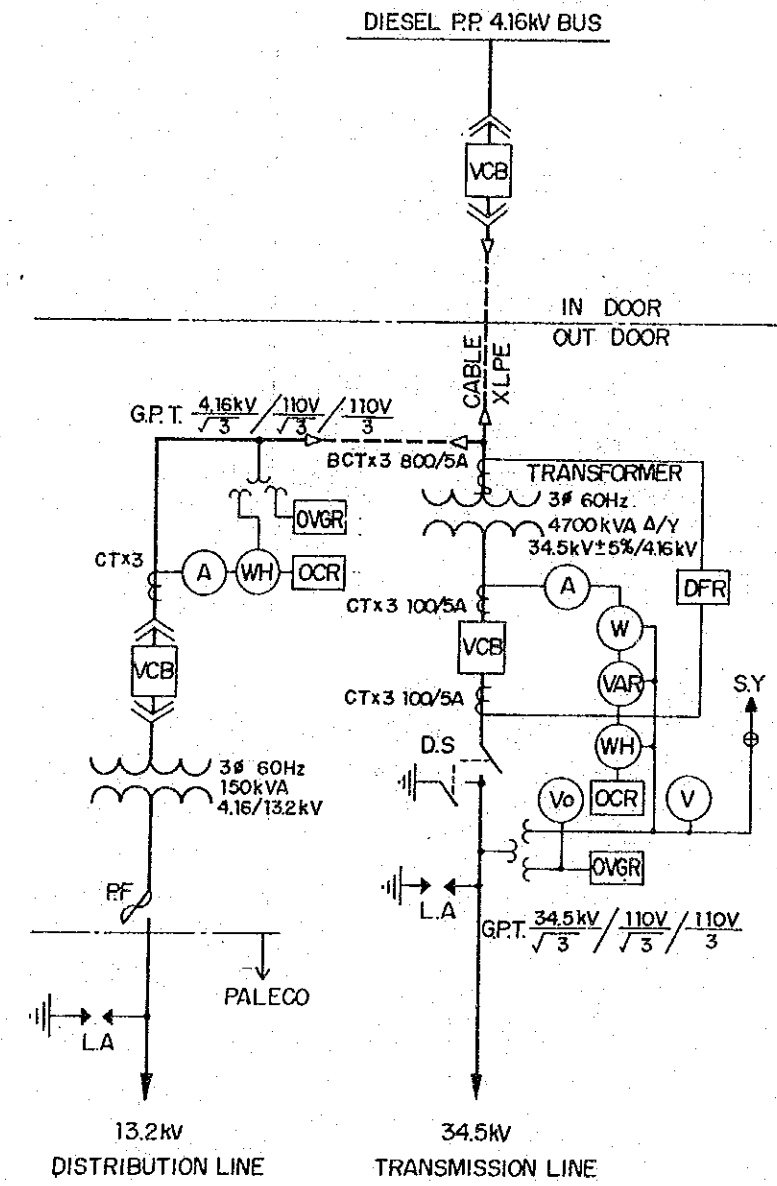 DIESEL P.P. 4.16kV BUS
VCB
IN DOOR
OUT DOOR
CABLE
XLPE
G.P.T. 4.16kV/√3 / 110V/√3 / 110V/3
BCTx3 800/5A
TRANSFORMER
3ø 60Hz
4700kVA Δ/Y
34.5kV±5%/4.16kV
OVGR
CTx3
A
WH
OCR
DFR
CTx3 100/5A
A
W
VCB
VCB
VAR
CTx3 100/5A
S.Y
WH
D.S
3ø 60Hz
150kVA
4.16/13.2kV
Vo
OCR
V
OVGR
P.F
L.A
G.P.T. 34.5kV/√3 / 110V/√3 / 110V/3
PALECO
L.A
13.2kV
DISTRIBUTION LINE
34.5kV
TRANSMISSION LINE